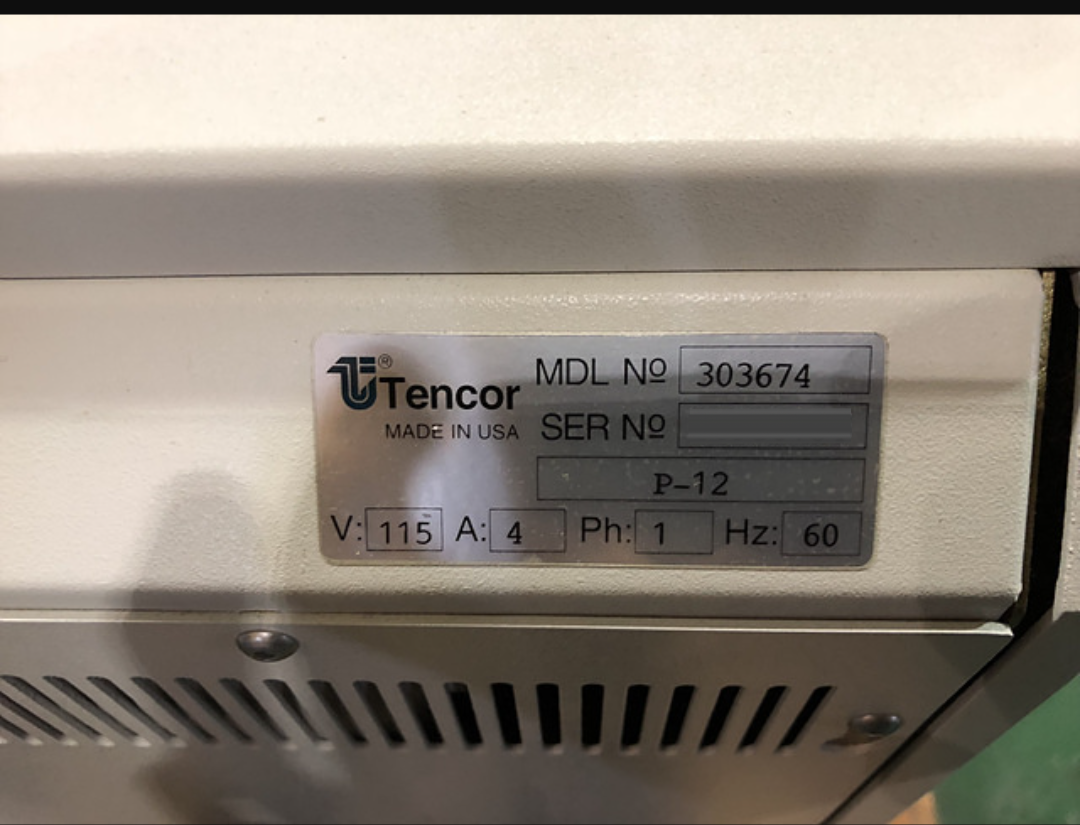 Tencor®
MADE IN USA
MDL Nº 303674
SER Nº
P-12
V: 115 A: 4 Ph: 1 Hz: 60